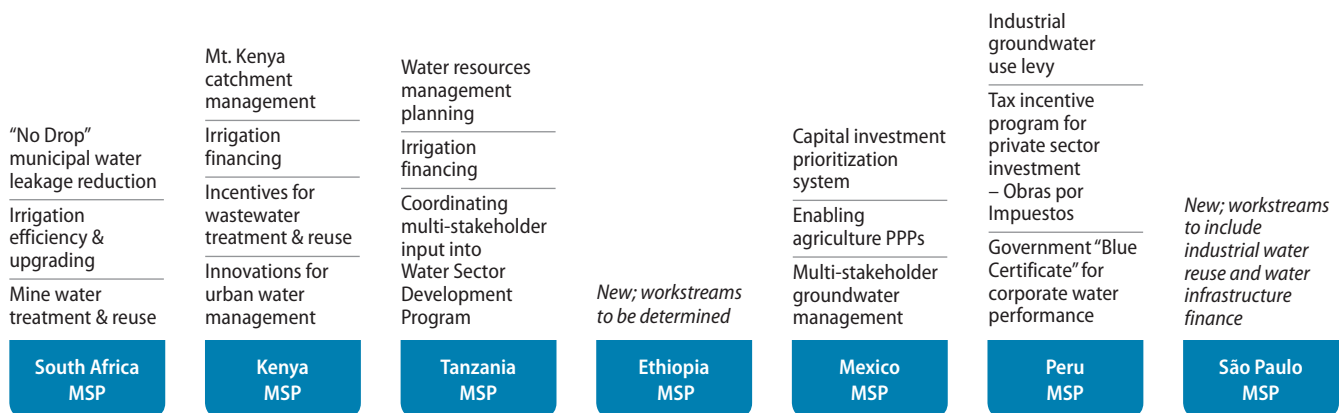 “No Drop”
municipal water
leakage reduction
Irrigation
efficiency &
upgrading
Mine water
treatment & reuse
South Africa
MSP
Mt. Kenya
catchment
management
Irrigation
financing
Incentives for
wastewater
treatment & reuse
Innovations for
urban water
management
Kenya
MSP
Water resources
management
planning
Irrigation
financing
Coordinating
multi-stakeholder
input into
Water Sector
Development
Program
Tanzania
MSP
New; workstreams
to be determined
Ethiopia
MSP
Capital investment
prioritization
system
Enabling
agriculture PPPs
Multi-stakeholder
groundwater
management
Mexico
MSP
Industrial
groundwater
use levy
Tax incentive
program for
private sector
investment
– Obras por
Impuestos
Government “Blue
Certificate” for
corporate water
performance
Peru
MSP
New; workstreams
to include
industrial water
reuse and water
infrastructure
finance
São Paulo
MSP